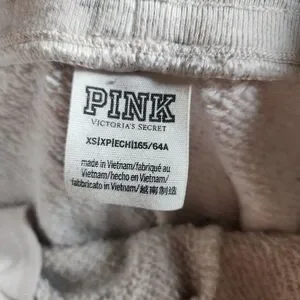 PINK
VICTORIA'S SECRET
XS|XP|ECH|165/64A
made in Vietnam/fabriqué au
Vietnam/hecho en Vietnam/
fabbricato in Vietnam/越南制造